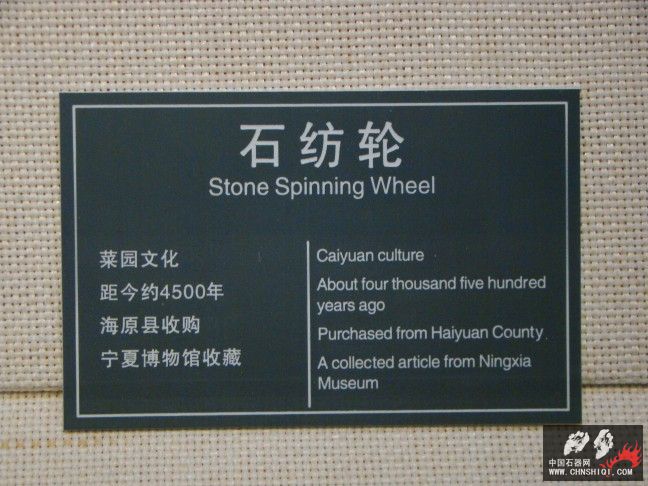 石纺轮
Stone Spinning Wheel
菜园文化
距今约4500年
海原县收购
宁夏博物馆收藏
Caiyuan culture
About four thousand five hundred
years ago
Purchased from Haiyuan County
A collected article from Ningxia
Museum
中国石器网
WWW.CHNSHIQI.COM